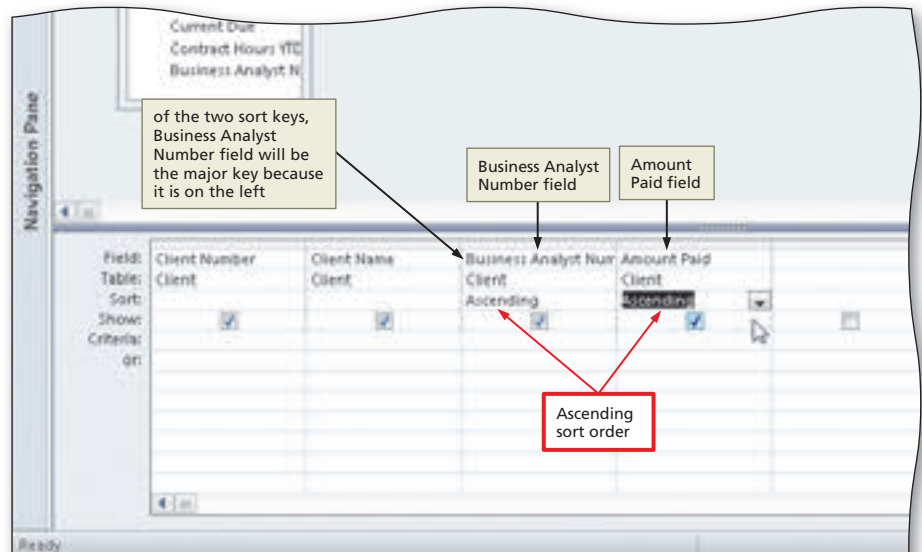 Current Due
Contract Hours YTD
Business Analyst N
Navigation Pane
of the two sort keys,
Business Analyst
Number field will be
the major key because
it is on the left
Business Analyst
Number field
Amount
Paid field
Field: Client Number Client Name Business Analyst Num Amount Paid
Table: Client Client Client Client
Sort: Ascending Ascending
Show:
Criteria:
or:
Ascending
sort order
Ready